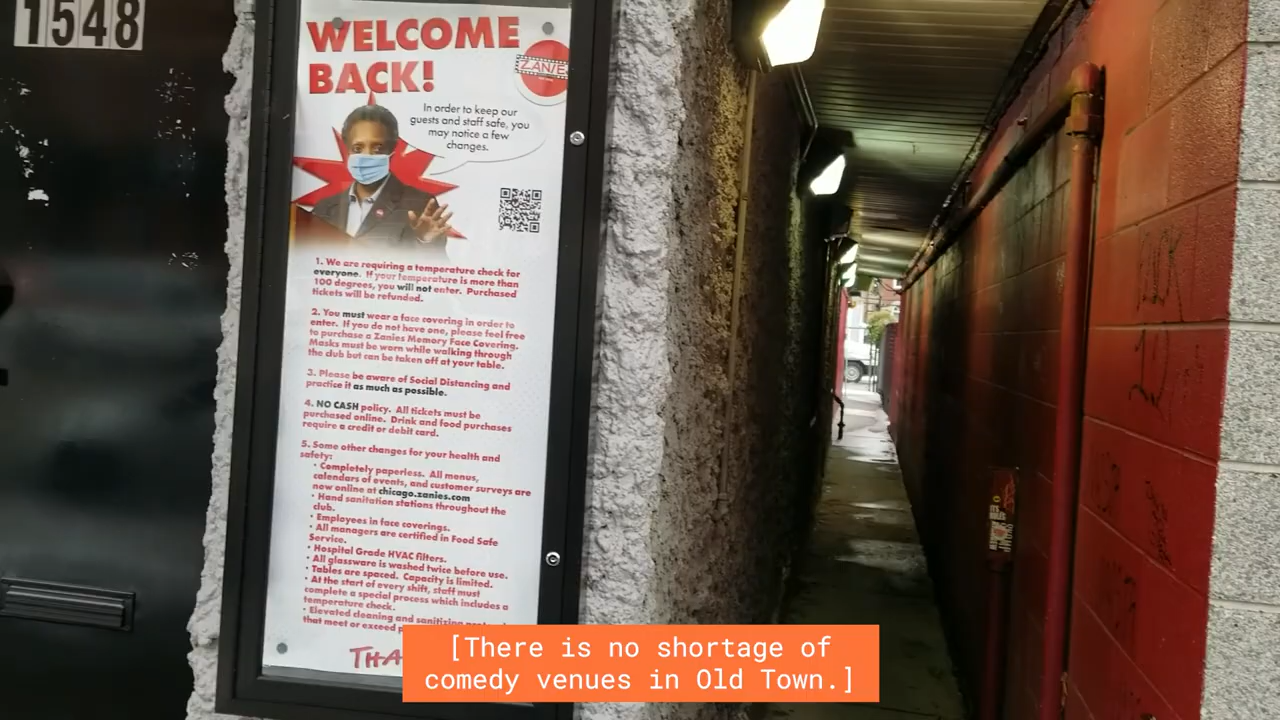 1548
WELCOME
BACK!
ZANIES
In order to keep our
guests and staff safe, you
may notice a few
changes.
1. We are requiring a temperature check for
everyone. If your temperature is more than
100 degrees, you will not enter. Purchased
tickets will be refunded.
2. You must wear a face covering in order to
enter. If you do not have one, please feel free
to purchase a Zanies Memory Face Covering.
Masks must be worn while walking through
the club but can be taken off at your table.
3. Please be aware of Social Distancing and
practice it as much as possible.
4. NO CASH policy. All tickets must be
purchased online. Drink and food purchases
require a credit or debit card.
5. Some other changes for your health and
safety:
• Completely paperless. All menus,
calendars of events, and customer surveys are
now online at chicago.zanies.com
• Hand sanitation stations throughout the
club.
• Employees in face coverings.
• All managers are certified in Food Safe
Service.
• Hospital Grade HVAC filters.
• All glassware is washed twice before use.
• Tables are spaced. Capacity is limited.
• At the start of every shift, staff must
complete a special process which includes a
temperature check.
• Elevated cleaning and sanitizing
that meet or exceed
THA
[There is no shortage of
comedy venues in Old Town.]